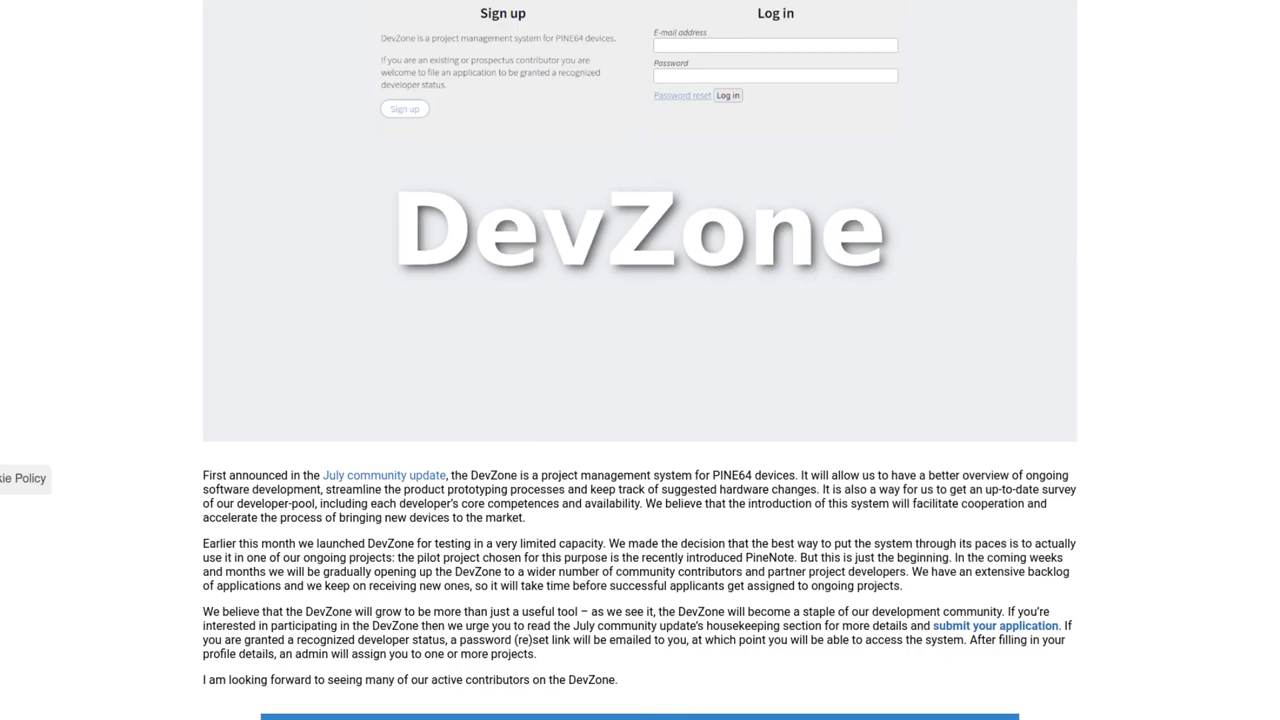 Sign up
DevZone is a project management system for PINE64 devices.
If you are an existing or prospectus contributor you are
welcome to file an application to be granted a recognized
developer status.
Sign up
Log in
E-mail address
Password
Password reset Log in
DevZone
kie Policy
First announced in the July community update, the DevZone is a project management system for PINE64 devices. It will allow us to have a better overview of ongoing
software development, streamline the product prototyping processes and keep track of suggested hardware changes. It is also a way for us to get an up-to-date survey
of our developer-pool, including each developer's core competences and availability. We believe that the introduction of this system will facilitate cooperation and
accelerate the process of bringing new devices to the market.
Earlier this month we launched DevZone for testing in a very limited capacity. We made the decision that the best way to put the system through its paces is to actually
use it in one of our ongoing projects: the pilot project chosen for this purpose is the recently introduced PineNote. But this is just the beginning. In the coming weeks
and months we will be gradually opening up the DevZone to a wider number of community contributors and partner project developers. We have an extensive backlog
of applications and we keep on receiving new ones, so it will take time before successful applicants get assigned to ongoing projects.
We believe that the DevZone will grow to be more than just a useful tool – as we see it, the DevZone will become a staple of our development community. If you're
interested in participating in the DevZone then we urge you to read the July community update's housekeeping section for more details and submit your application. If
you are granted a recognized developer status, a password (re)set link will be emailed to you, at which point you will be able to access the system. After filling in your
profile details, an admin will assign you to one or more projects.
I am looking forward to seeing many of our active contributors on the DevZone.